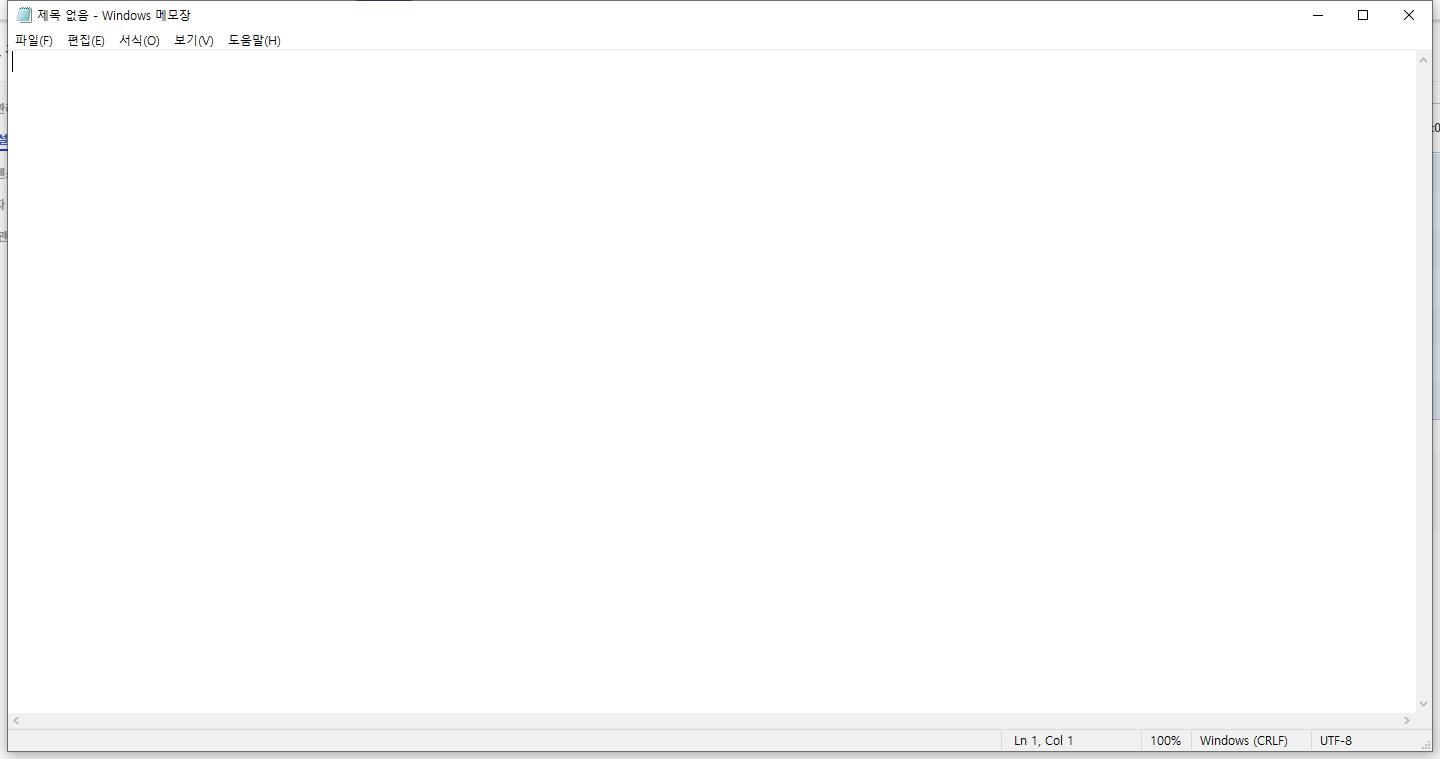 제목 없음 - Windows 메모장
파일(F) 편집(E) 서식(O) 보기(V) 도움말(H)
Ln 1, Col 1 100% Windows (CRLF) UTF-8